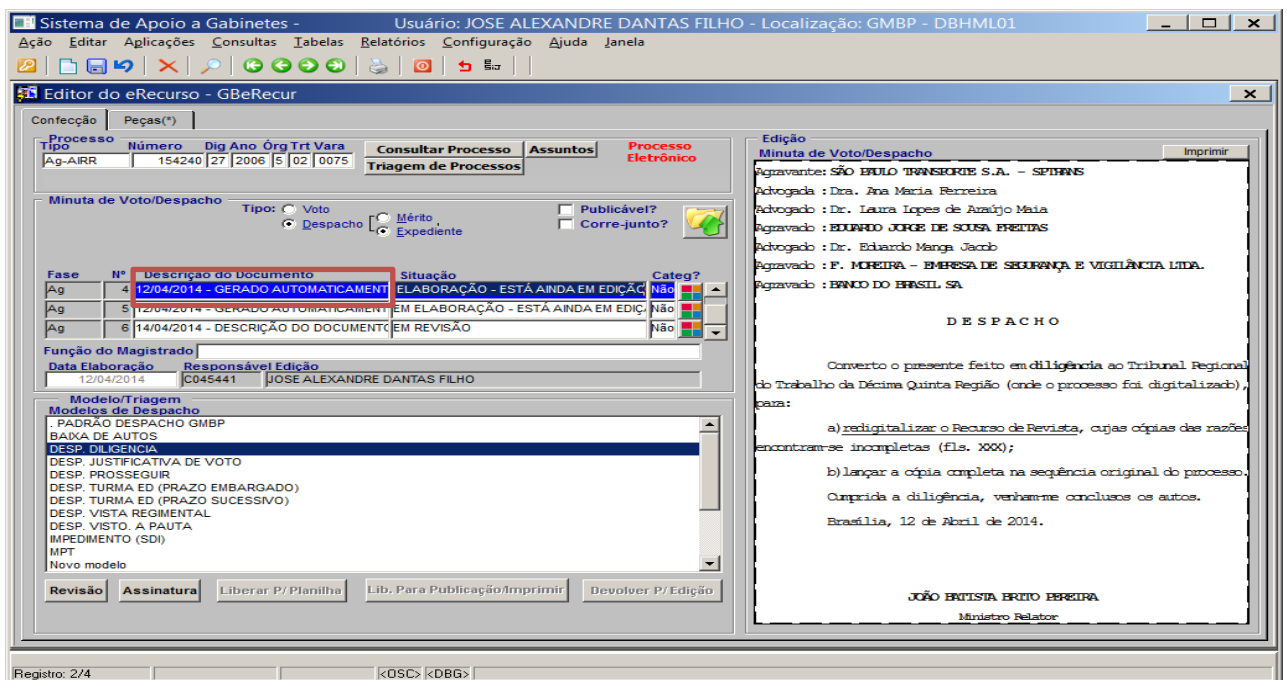 Sistema de Apoio a Gabinetes - Usuário: JOSE ALEXANDRE DANTAS FILHO - Localização: GMBP - DBHML01
Ação Editar Aplicações Consultas Tabelas Relatórios Configuração Ajuda Janela
Editor do eRecurso - GBeRecur
Confecção Peças(*)
Processo
Tipo Número Dig Ano Órg Trt Vara
Ag-AIRR 154240 27 2006 5 02 0075
Consultar Processo Assuntos
Triagem de Processos
Processo
Eletrônico
Minuta de Voto/Despacho
Tipo: Voto
Despacho [ Mérito ,
Expediente
Publicável?
Corre-junto?
Fase Nº Descrição do Documento Situação Categ?
Ag 4 12/04/2014 - GERADO AUTOMATICAMENT ELABORAÇÃO - ESTÁ AINDA EM EDIÇÃO Não
Ag 5 12/04/2014 - GERADO AUTOMATICAMENT EM ELABORAÇÃO - ESTÁ AINDA EM EDIÇ Não
Ag 6 14/04/2014 - DESCRIÇÃO DO DOCUMENTO EM REVISÃO Não
Função do Magistrado
Data Elaboração Responsável Edição
12/04/2014 C045441 JOSE ALEXANDRE DANTAS FILHO
Modelo/Triagem
Modelos de Despacho
. PADRÃO DESPACHO GMBP
BAIXA DE AUTOS
DESP. DILIGENCIA
DESP. JUSTIFICATIVA DE VOTO
DESP. PROSSEGUIR
DESP. TURMA ED (PRAZO EMBARGADO)
DESP. TURMA ED (PRAZO SUCESSIVO)
DESP. VISTA REGIMENTAL
DESP. VISTO. A PAUTA
IMPEDIMENTO (SDI)
MPT
Novo modelo
Revisão Assinatura Liberar P/ Planilha Lib. Para Publicação/Imprimir Devolver P/ Edição
Edição
Minuta de Voto/Despacho Imprimir
Agravante: SÃO PAULO TRANSPORTE S.A. - SPTRANS
Advogada : Dra. Ana Maria Ferreira
Advogado : Dr. Laura Lopes de Araújo Maia
Agravado : EDUARDO JORGE DE SOUSA FREITAS
Advogado : Dr. Eduardo Manga Jacob
Agravado : F. MOREIRA - EMPRESA DE SEGURANÇA E VIGILÂNCIA LTDA.
Agravado : BANCO DO BRASIL SA
D E S P A C H O
Converto o presente feito em diligência ao Tribunal Regional
do Trabalho da Décima Quinta Região (onde o processo foi digitalizado),
para:
a) redigitalizar o Recurso de Revista, cujas cópias das razões
encontram-se incompletas (fls. XXX);
b) lançar a cópia completa na sequência original do processo.
Cumprida a diligência, venham-me conclusos os autos.
Brasília, 12 de Abril de 2014.
JOÃO BATISTA BRITO PEREIRA
Ministro Relator
Registro: 2/4 <OSC> <DBG>